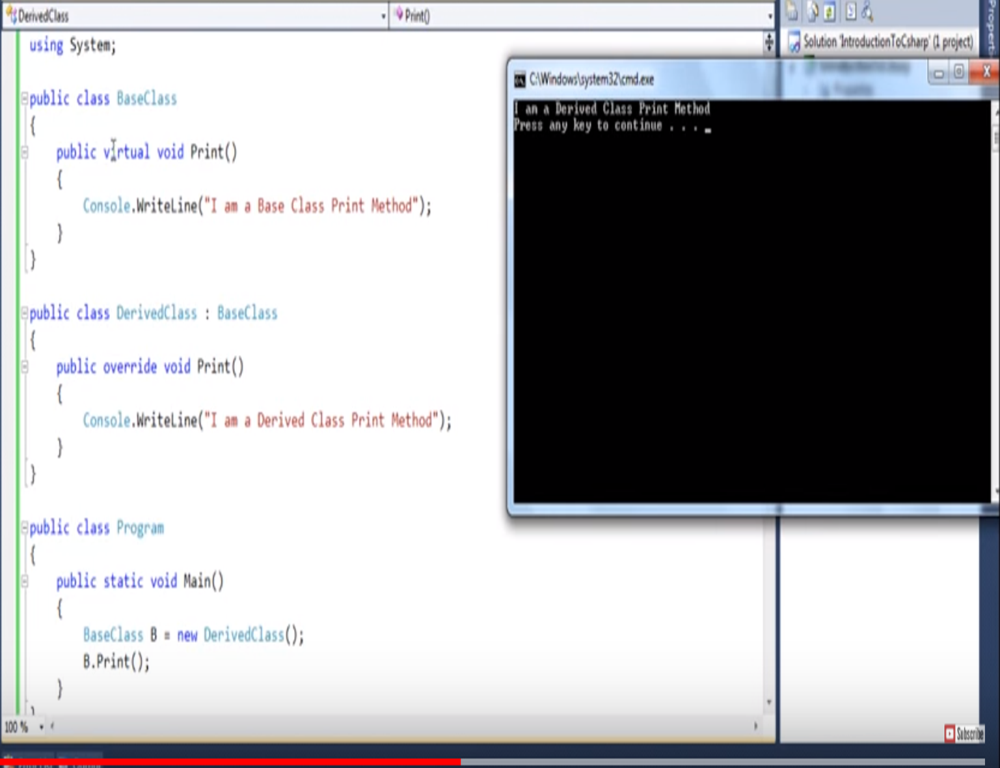 DerivedClass
Print()
using System;
public class BaseClass
{
public virtual void Print()
{
Console.WriteLine("I am a Base Class Print Method");
}
}
public class DerivedClass : BaseClass
{
public override void Print()
{
Console.WriteLine("I am a Derived Class Print Method");
}
}
public class Program
{
public static void Main()
{
BaseClass B = new DerivedClass();
B.Print();
}
}
100 %
Solution 'IntroductionToCsharp' (1 project)
C:\Windows\system32\cmd.exe
I am a Derived Class Print Method
Press any key to continue . . . _
Subscribe